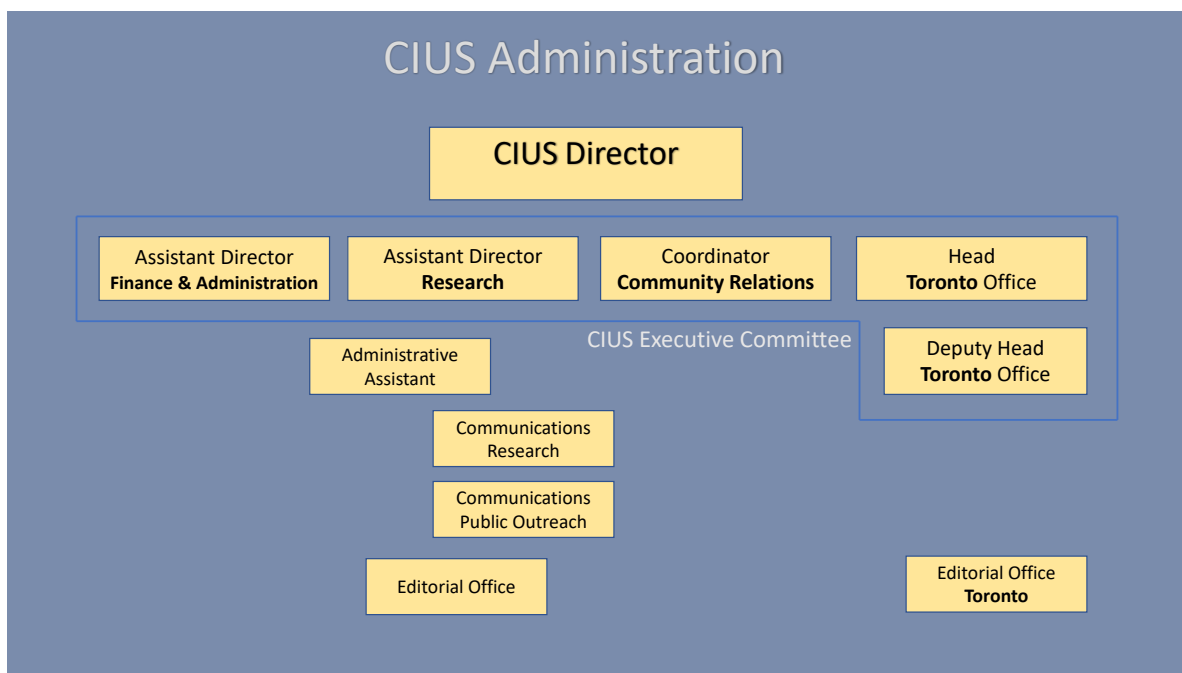 CIUS Administration
CIUS Director
Assistant Director
Finance & Administration
Assistant Director
Research
Coordinator
Community Relations
Head
Toronto Office
CIUS Executive Committee
Deputy Head
Toronto Office
Administrative
Assistant
Communications
Research
Communications
Public Outreach
Editorial Office
Editorial Office
Toronto